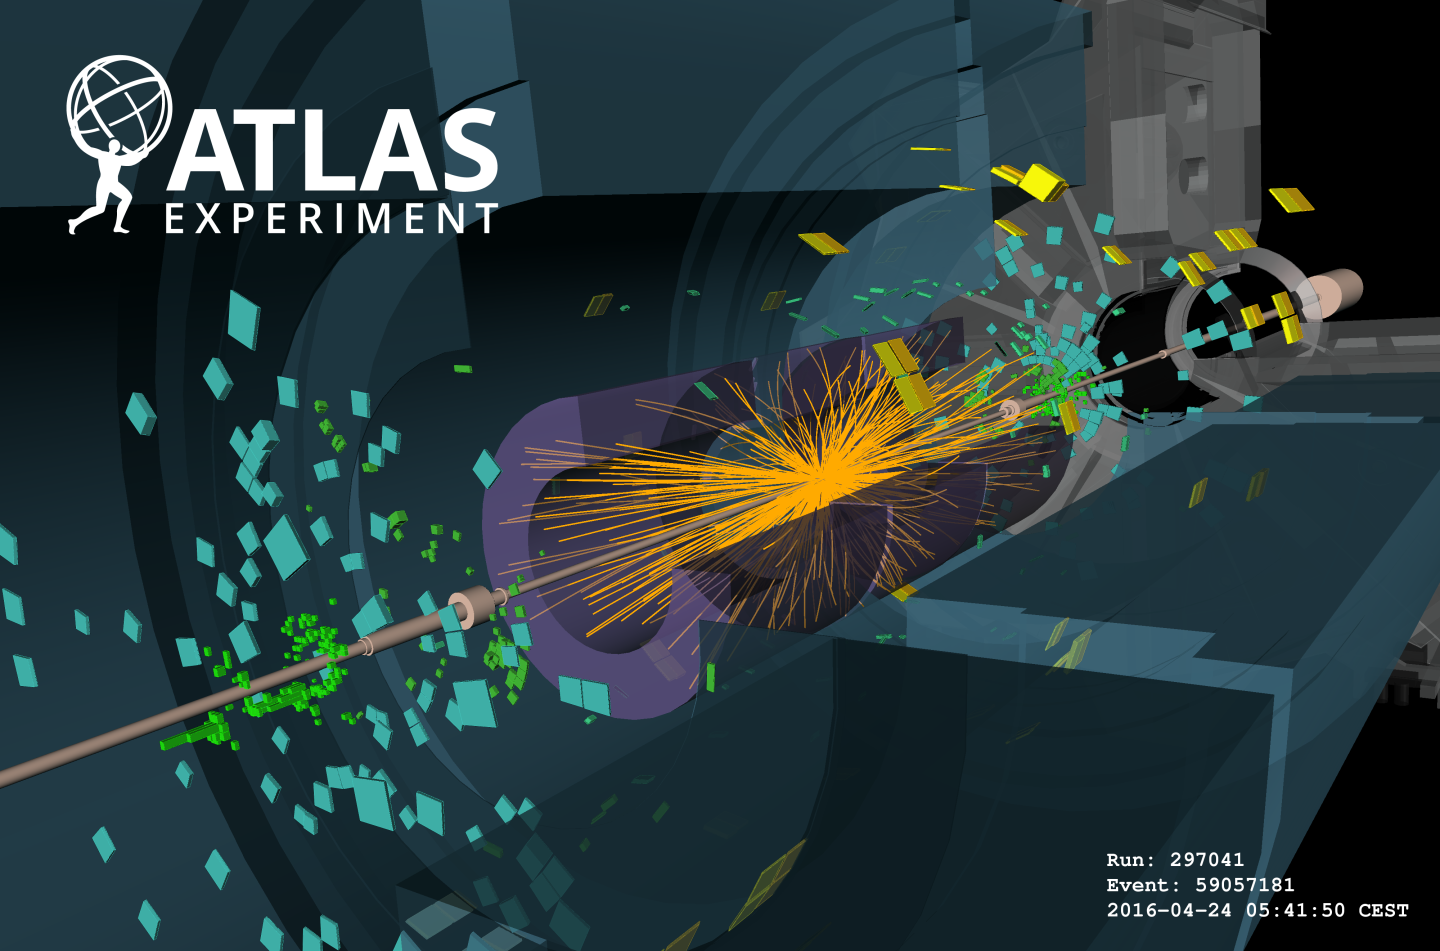 ATLAS
EXPERIMENT
Run: 297041
Event: 59057181
2016-04-24 05:41:50 CEST